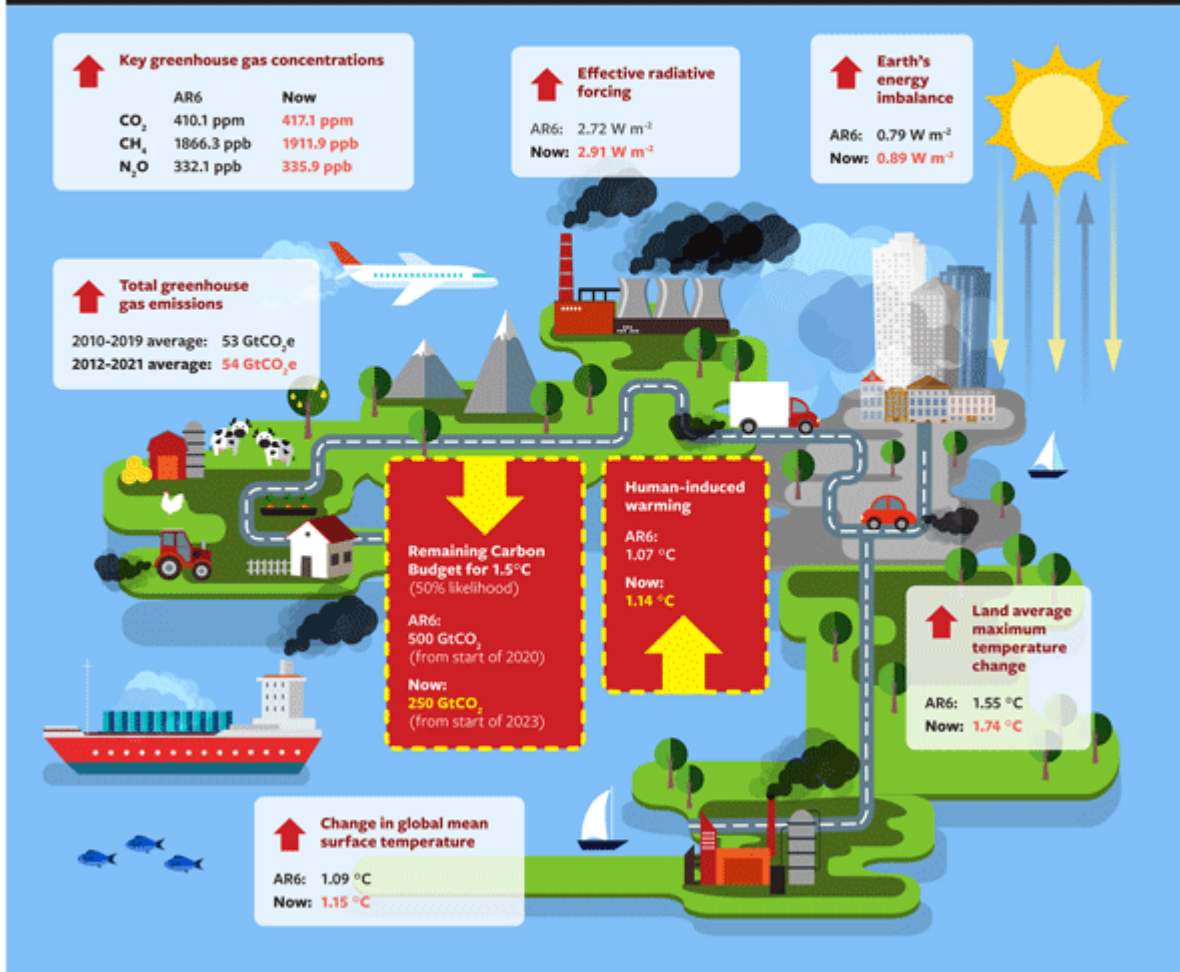 Key greenhouse gas concentrations
AR6 Now
CO₂ 410.1 ppm 417.1 ppm
CH₄ 1866.3 ppb 1911.9 ppb
N₂O 332.1 ppb 335.9 ppb
Effective radiative
forcing
AR6: 2.72 W m⁻²
Now: 2.91 W m⁻²
Earth's
energy
imbalance
AR6: 0.79 W m⁻²
Now: 0.89 W m⁻²
Total greenhouse
gas emissions
2010-2019 average: 53 GtCO₂e
2012-2021 average: 54 GtCO₂e
Remaining Carbon
Budget for 1.5°C
(50% likelihood)
AR6:
500 GtCO₂
(from start of 2020)
Now:
250 GtCO₂
(from start of 2023)
Human-induced
warming
AR6:
1.07 °C
Now:
1.14 °C
Land average
maximum
temperature
change
AR6: 1.55 °C
Now: 1.74 °C
Change in global mean
surface temperature
AR6: 1.09 °C
Now: 1.15 °C